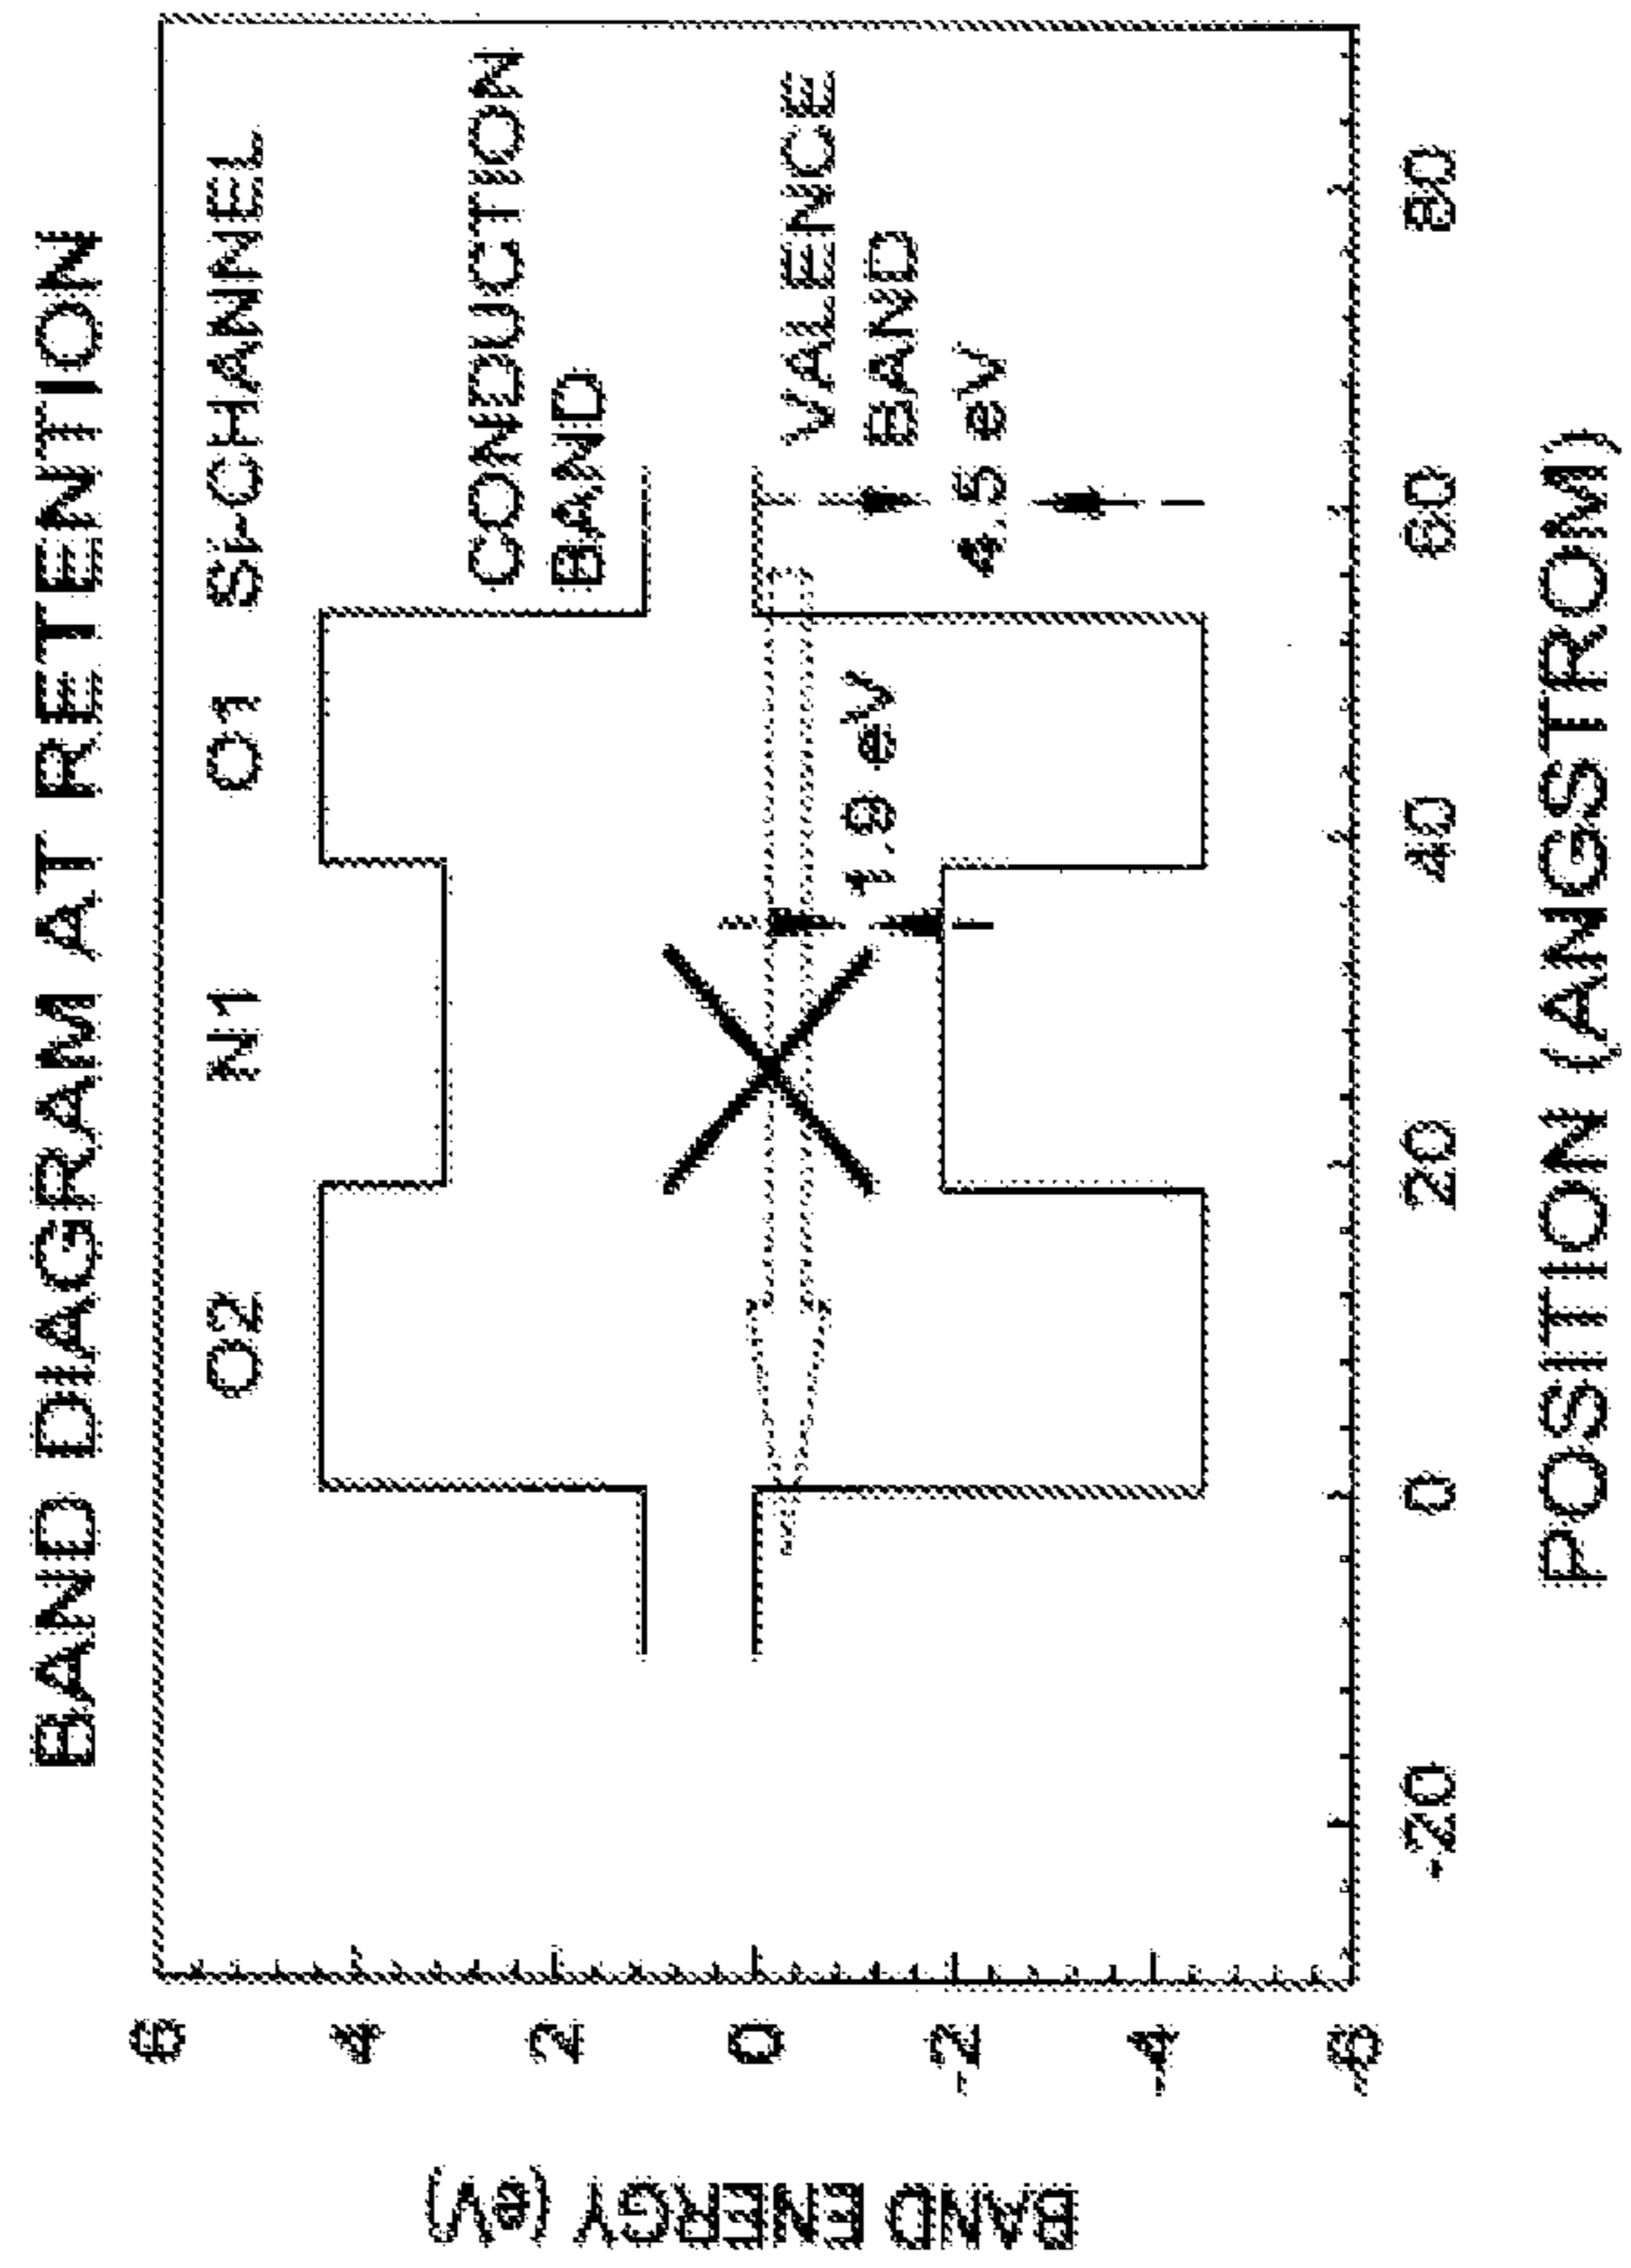 BAND DIAGRAM AT RETENTION
O2 N1 O1 Si-CHANNEL
CONDUCTION
BAND
VALENCE
BAND
1.9 eV
4.5 eV
BAND ENERGY (eV)
6
4
2
0
-2
-4
-6
-20 0 20 40 60 80
POSITION (ANGSTROM)